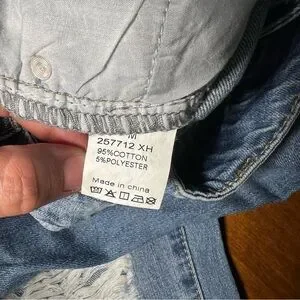 M
257712 XH
95%COTTON
5%POLYESTER
Made in china